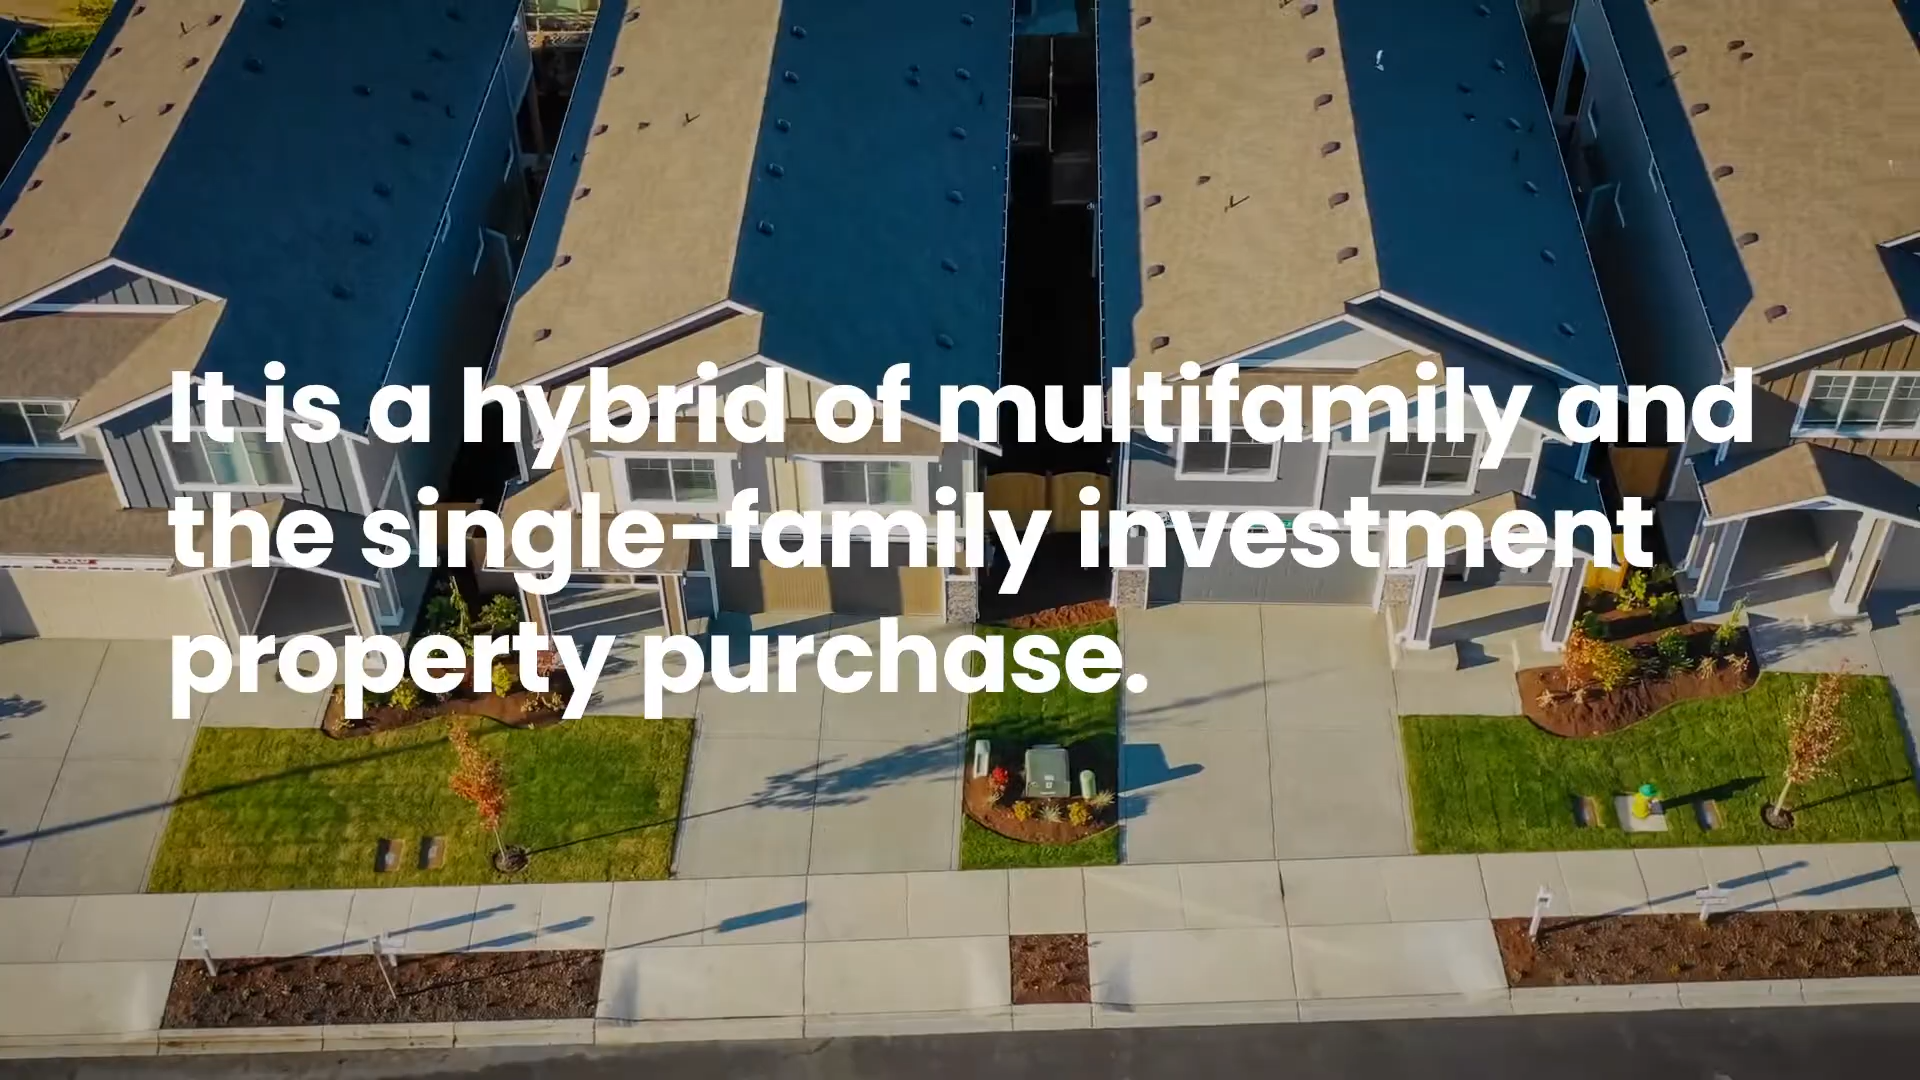 It is a hybrid of multifamily and
the single-family investment
property purchase.